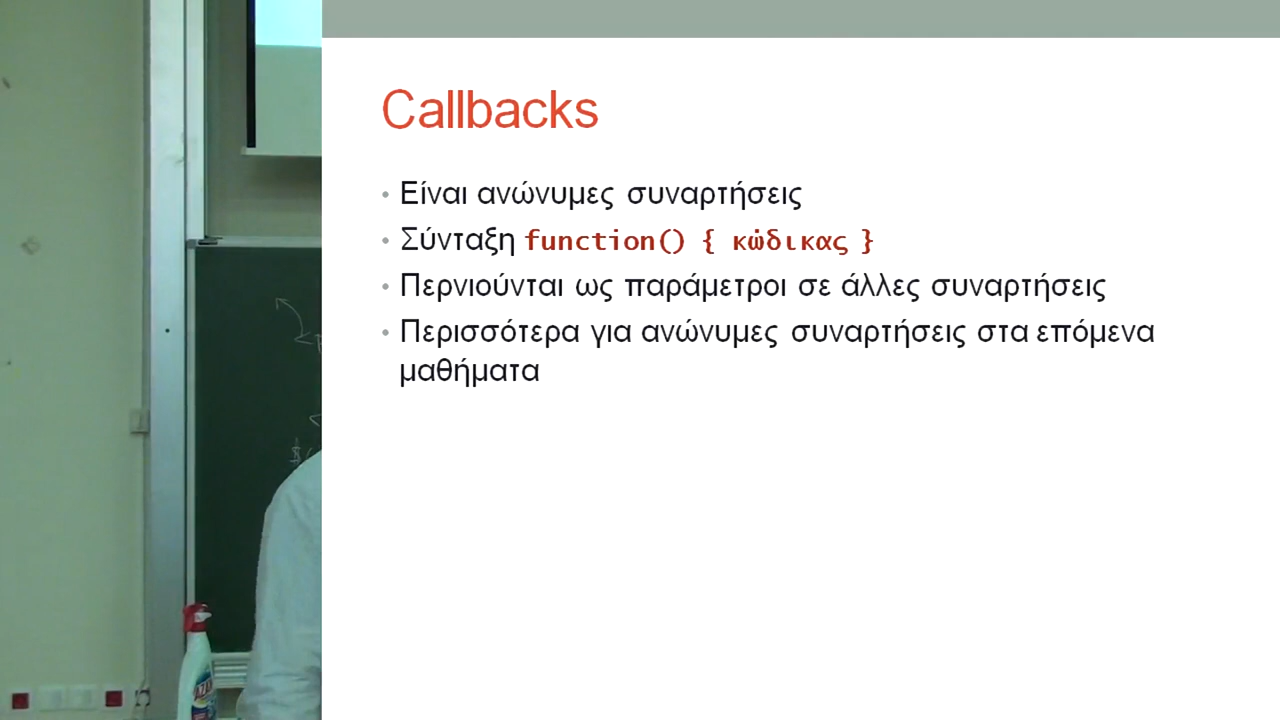 Callbacks
• Είναι ανώνυμες συναρτήσεις
• Σύνταξη function() { κώδικας }
• Περνιούνται ως παράμετροι σε άλλες συναρτήσεις
• Περισσότερα για ανώνυμες συναρτήσεις στα επόμενα
μαθήματα